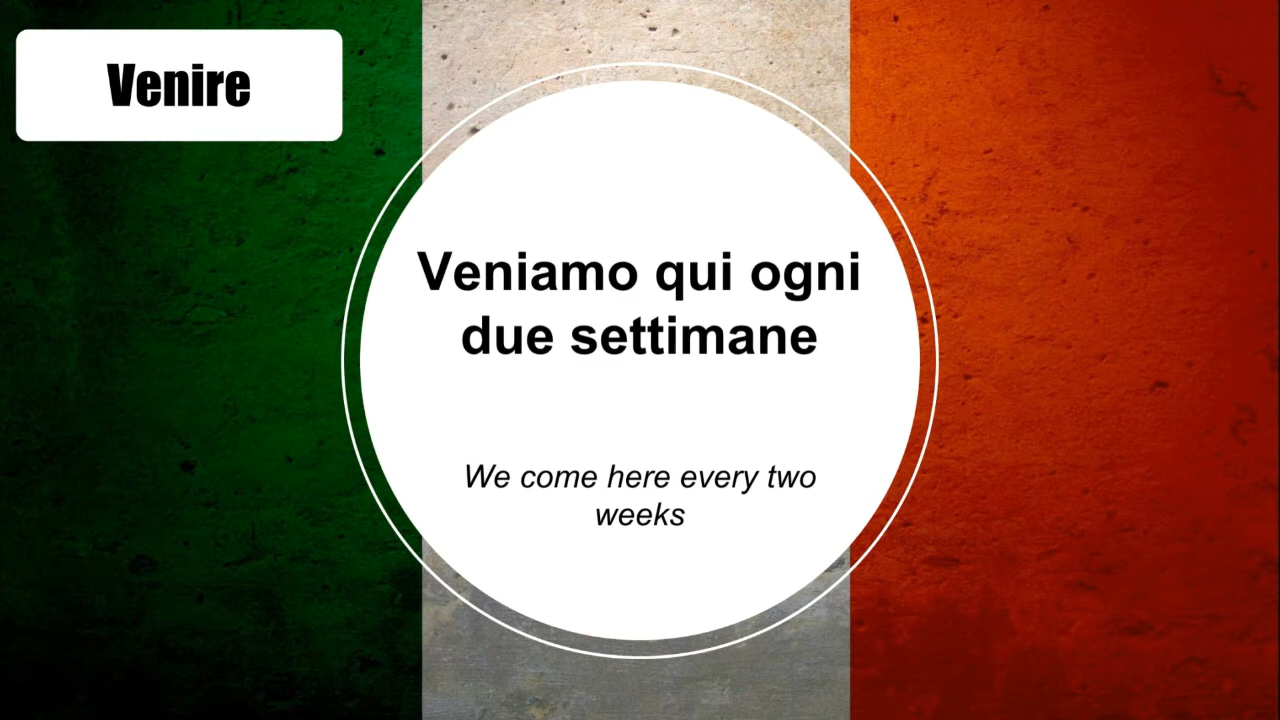 Venire
Veniamo qui ogni
due settimane
We come here every two
weeks